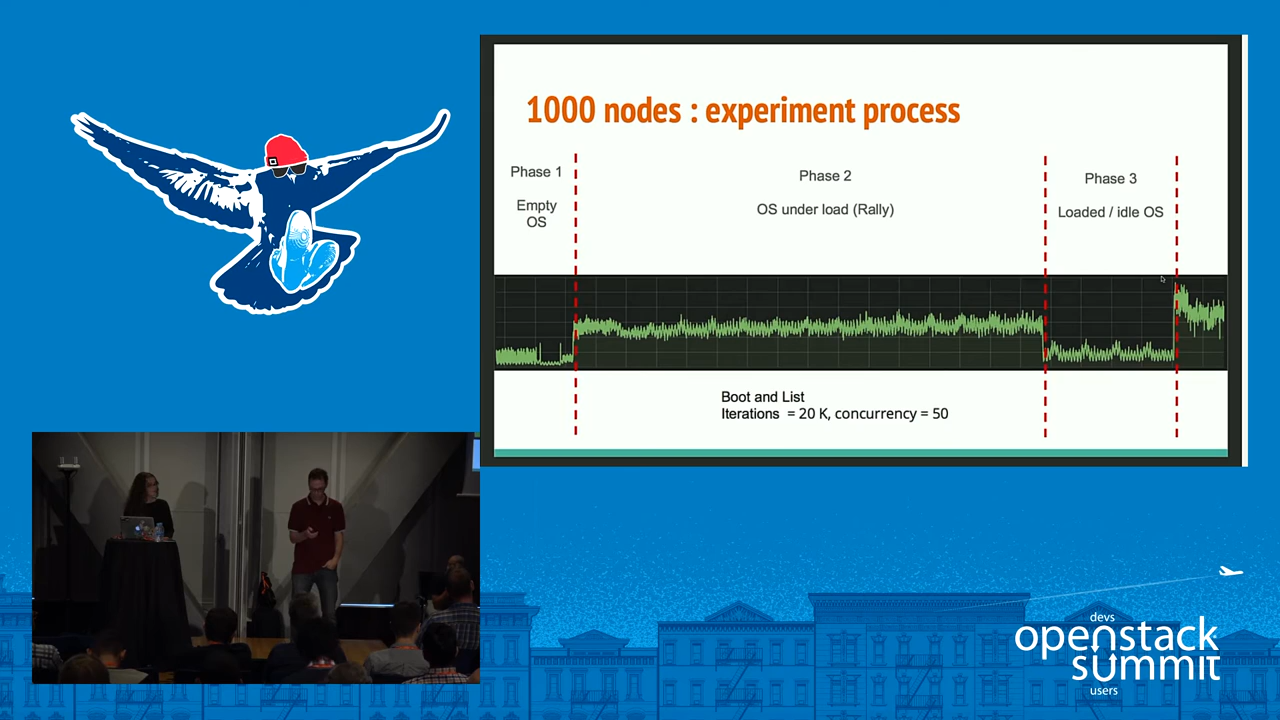 1000 nodes : experiment process
Phase 1
Empty
OS
Phase 2
OS under load (Rally)
Phase 3
Loaded / idle OS
Boot and List
Iterations = 20 K, concurrency = 50
devs
openstack
summit
users